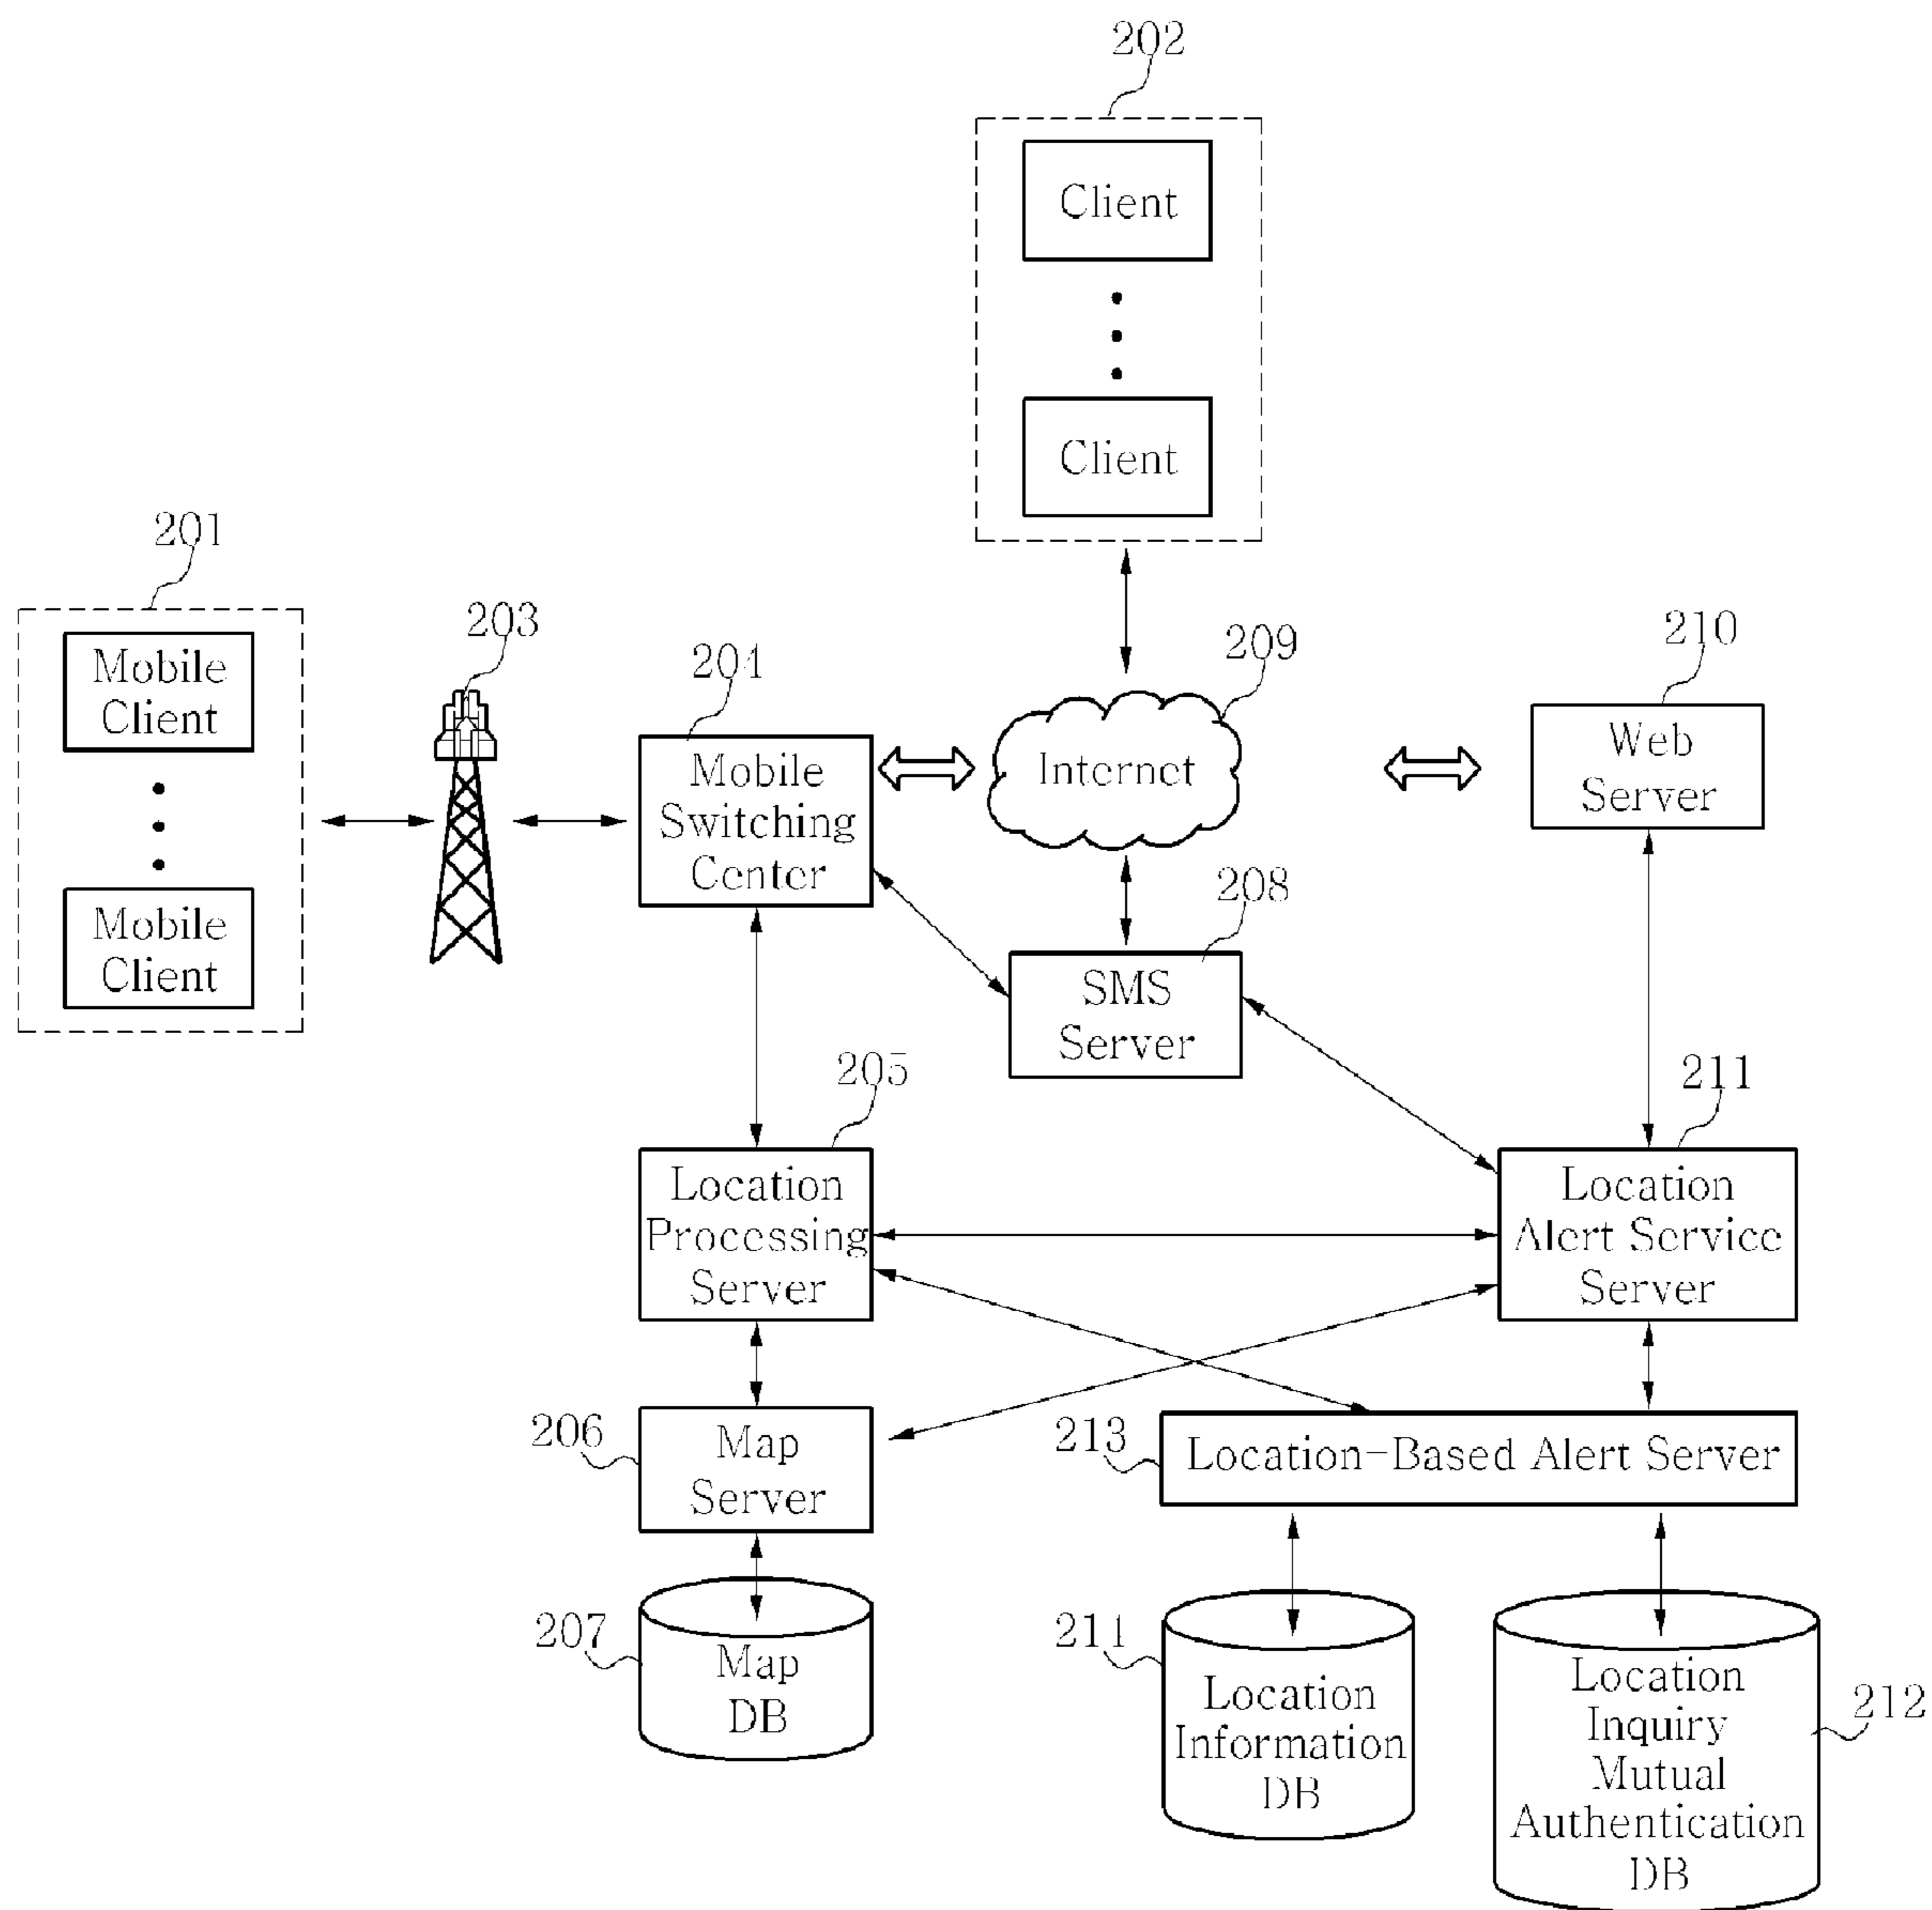 202
Client
Client
201
Mobile
Client
Mobile
Client
203
204
Mobile
Switching
Center
209
Internet
210
Web
Server
208
SMS
Server
205
Location
Processing
Server
211
Location
Alert Service
Server
206
Map
Server
213
Location-Based Alert Server
207
Map
DB
214
Location
Information
DB
212
Location
Inquiry
Mutual
Authentication
DB